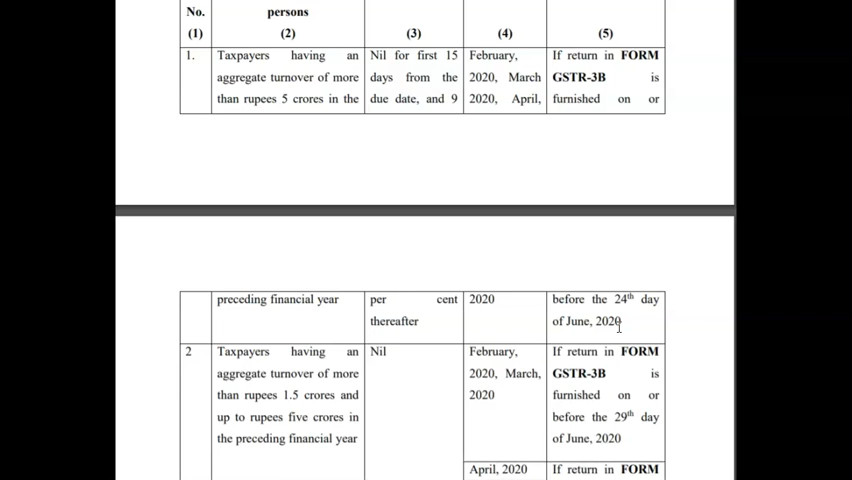 No. persons
(1) (2) (3) (4) (5)
1. Taxpayers having an Nil for first 15 February, If return in FORM
aggregate turnover of more days from the 2020, March GSTR-3B is
than rupees 5 crores in the due date, and 9 2020, April, furnished on or
preceding financial year per cent 2020 before the 24th day
thereafter of June, 2020
2 Taxpayers having an Nil February, If return in FORM
aggregate turnover of more 2020, March, GSTR-3B is
than rupees 1.5 crores and 2020 furnished on or
up to rupees five crores in before the 29th day
the preceding financial year of June, 2020
April, 2020 If return in FORM